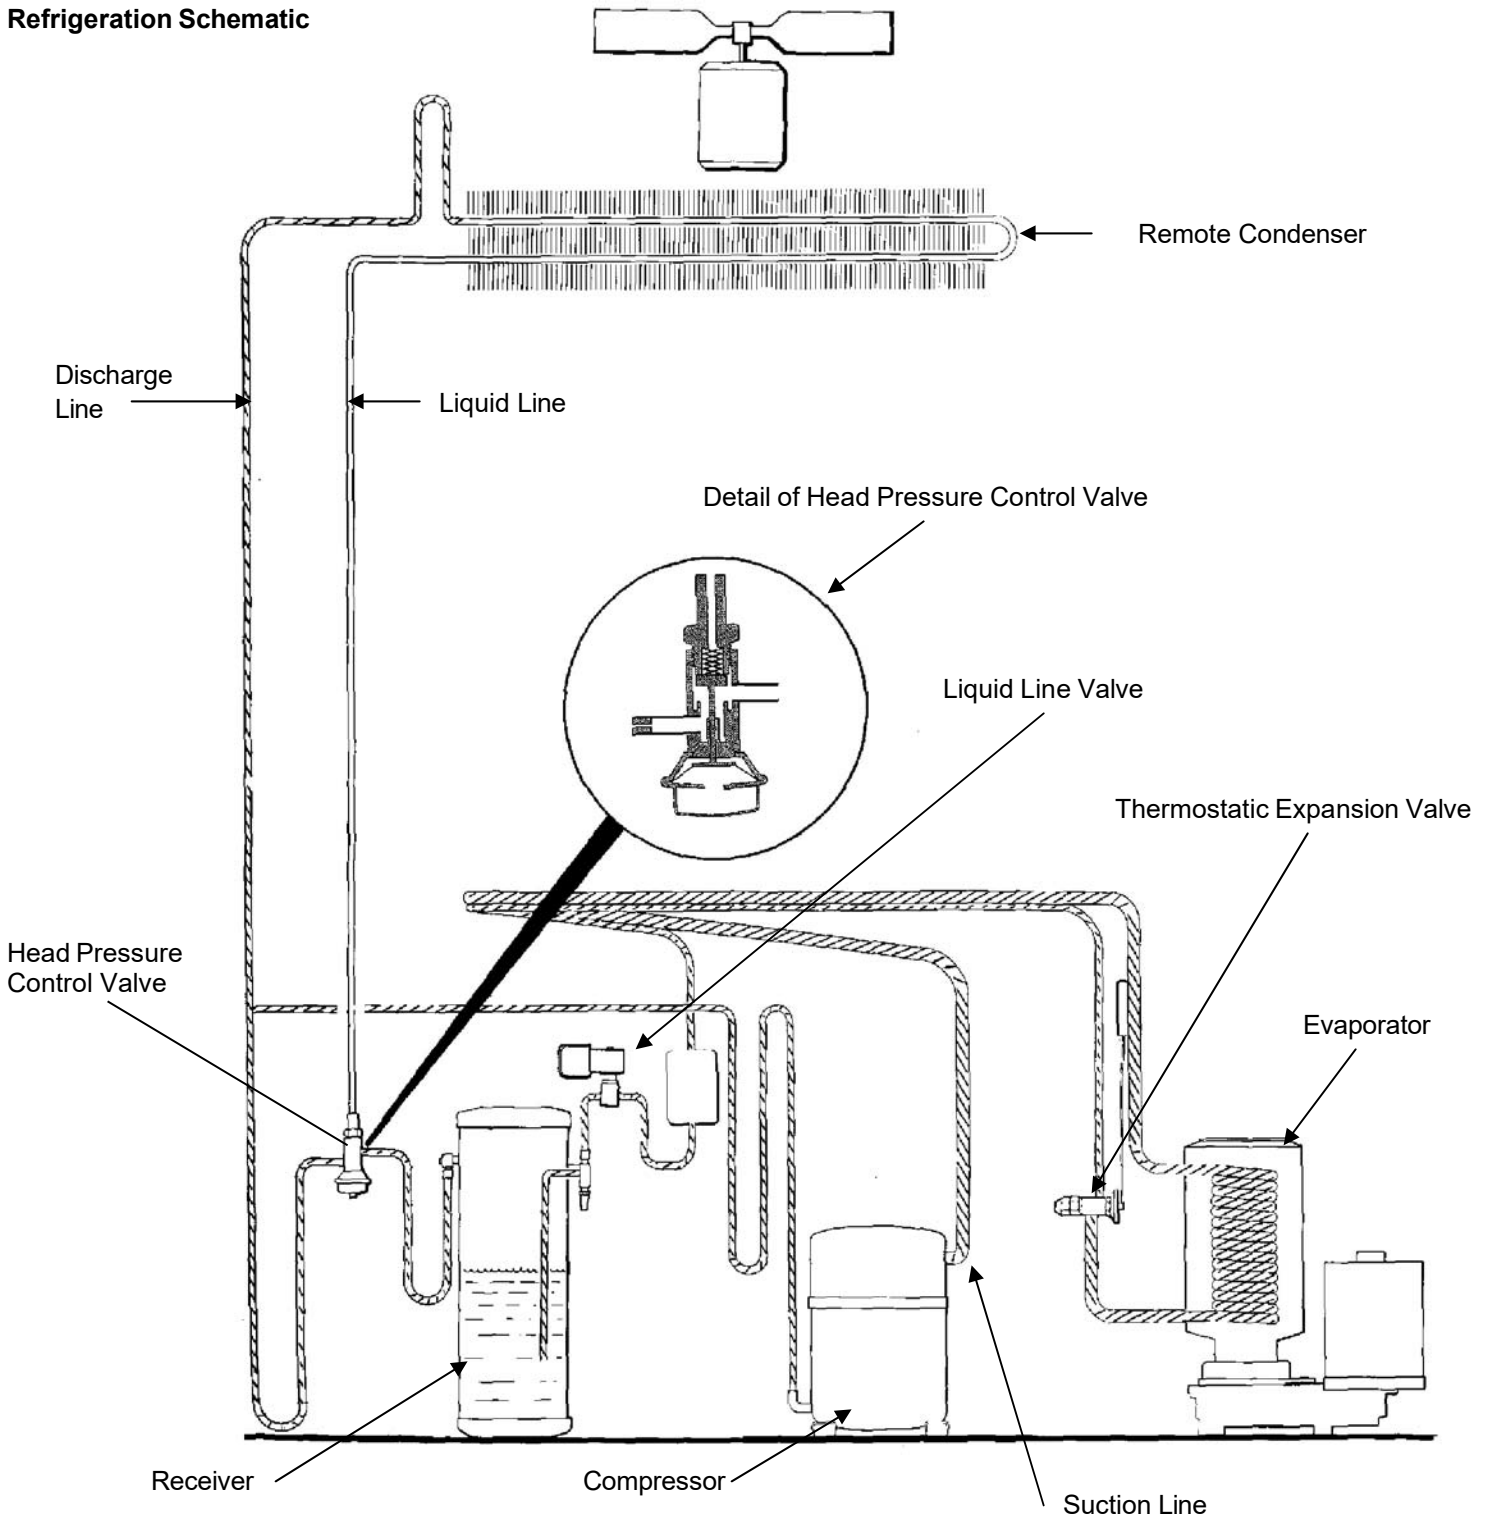 Refrigeration Schematic
Remote Condenser
Discharge
Line
Liquid Line
Detail of Head Pressure Control Valve
Liquid Line Valve
Thermostatic Expansion Valve
Head Pressure
Control Valve
Evaporator
Receiver
Compressor
Suction Line